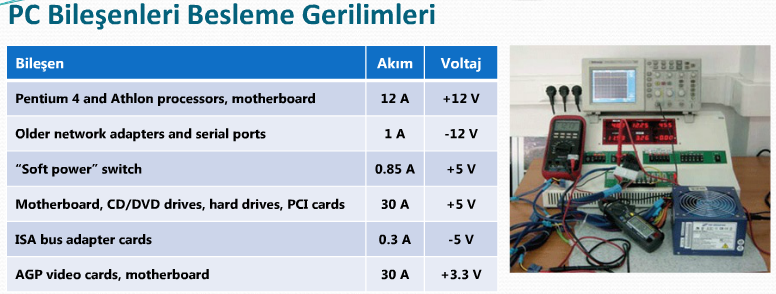 PC Bileşenleri Besleme Gerilimleri
Bileşen Akım Voltaj
Pentium 4 and Athlon processors, motherboard 12 A +12 V
Older network adapters and serial ports 1 A -12 V
“Soft power” switch 0.85 A +5 V
Motherboard, CD/DVD drives, hard drives, PCI cards 30 A +5 V
ISA bus adapter cards 0.3 A -5 V
AGP video cards, motherboard 30 A +3.3 V